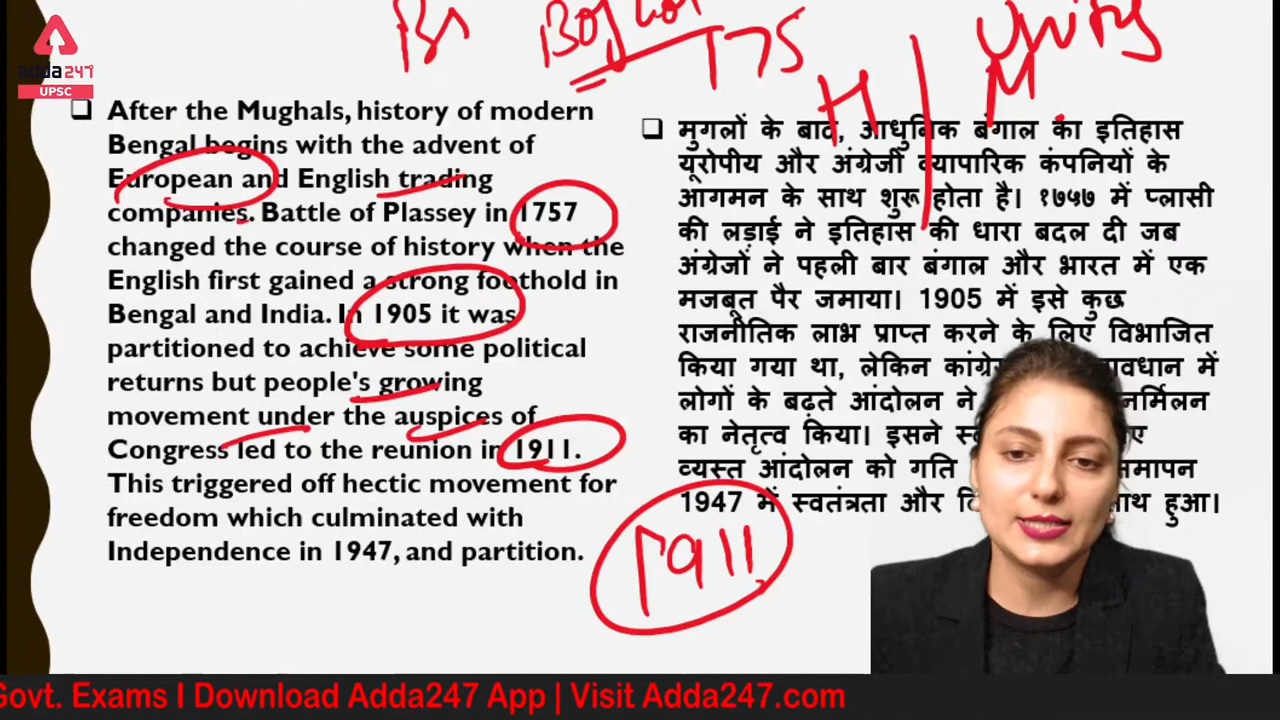 adda247
UPSC
Unity
175
H M
After the Mughals, history of modern
Bengal begins with the advent of
European and English trading
companies. Battle of Plassey in 1757
changed the course of history when the
English first gained a strong foothold in
Bengal and India. In 1905 it was
partitioned to achieve some political
returns but people's growing
movement under the auspices of
Congress led to the reunion in 1911.
This triggered off hectic movement for
freedom which culminated with
Independence in 1947, and partition.
मुगलों के बाद, आधुनिक बंगाल का इतिहास
यूरोपीय और अंग्रेजी व्यापारिक कंपनियों के
आगमन के साथ शुरू होता है। १७५७ में प्लासी
की लड़ाई ने इतिहास की धारा बदल दी जब
अंग्रेजों ने पहली बार बंगाल और भारत में एक
मजबूत पैर जमाया। 1905 में इसे कुछ
राजनीतिक लाभ प्राप्त करने के लिए विभाजित
किया गया था, लेकिन में
लोगों के बढ़ते आंदोलन ने
का नेतृत्व किया। इसने
व्यस्त आंदोलन को गति
1947 में स्वतंत्रता और हुआ।
1911
Govt. Exams I Download Adda247 App | Visit Adda247.com